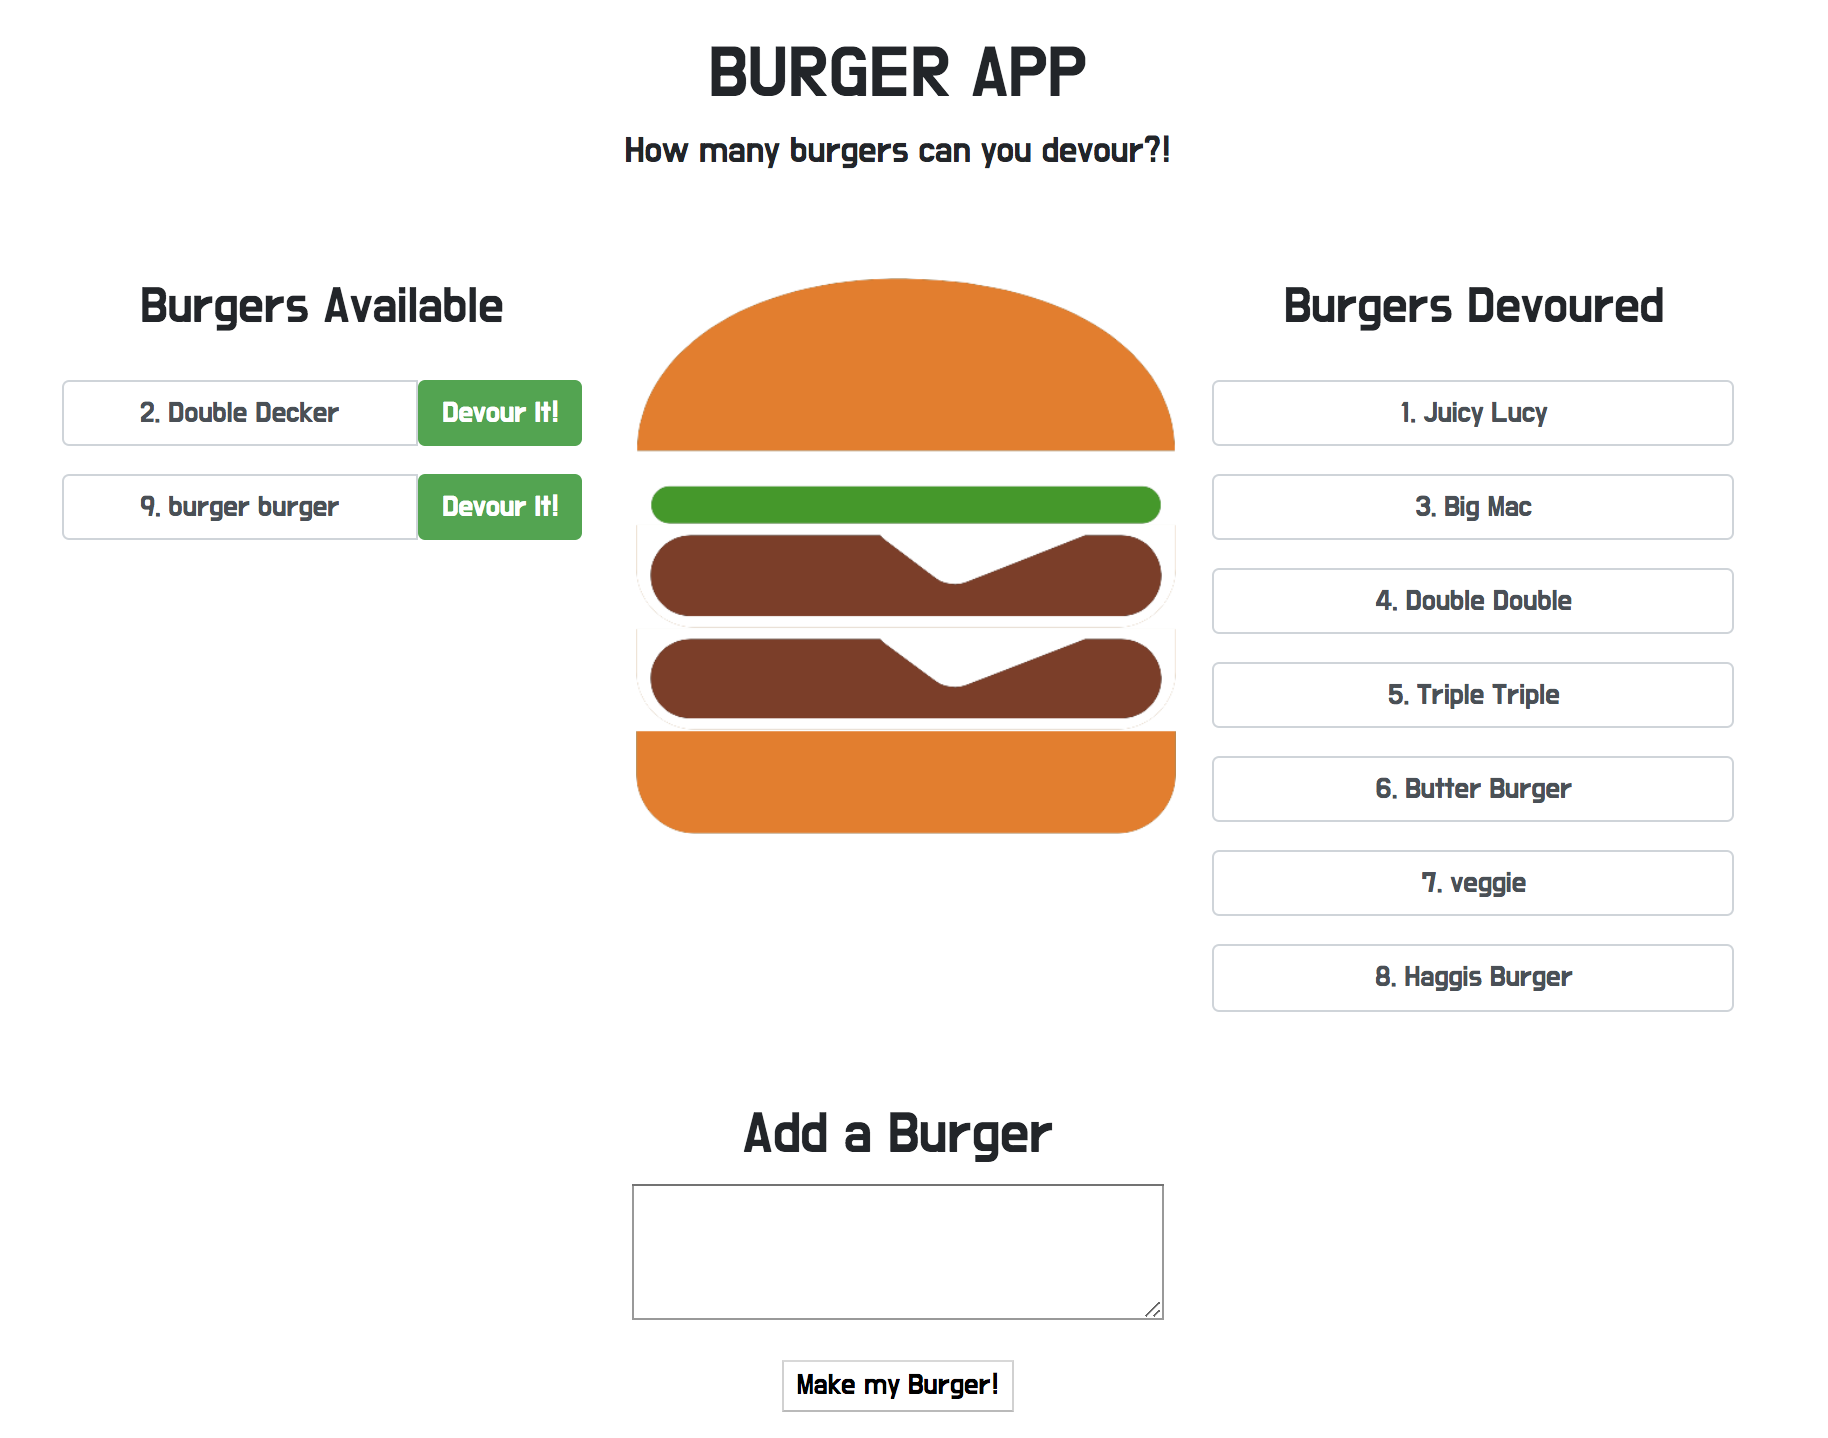 BURGER APP
How many burgers can you devour?!
Burgers Available
2. Double Decker
Devour It!
9. burger burger
Devour It!
Burgers Devoured
1. Juicy Lucy
3. Big Mac
4. Double Double
5. Triple Triple
6. Butter Burger
7. veggie
8. Haggis Burger
Add a Burger
Make my Burger!